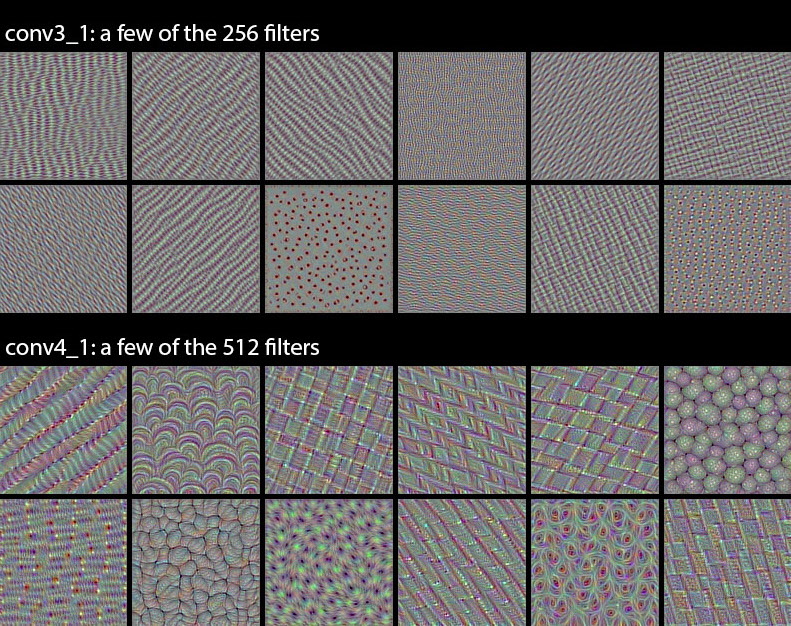 conv3_1: a few of the 256 filters
conv4_1: a few of the 512 filters